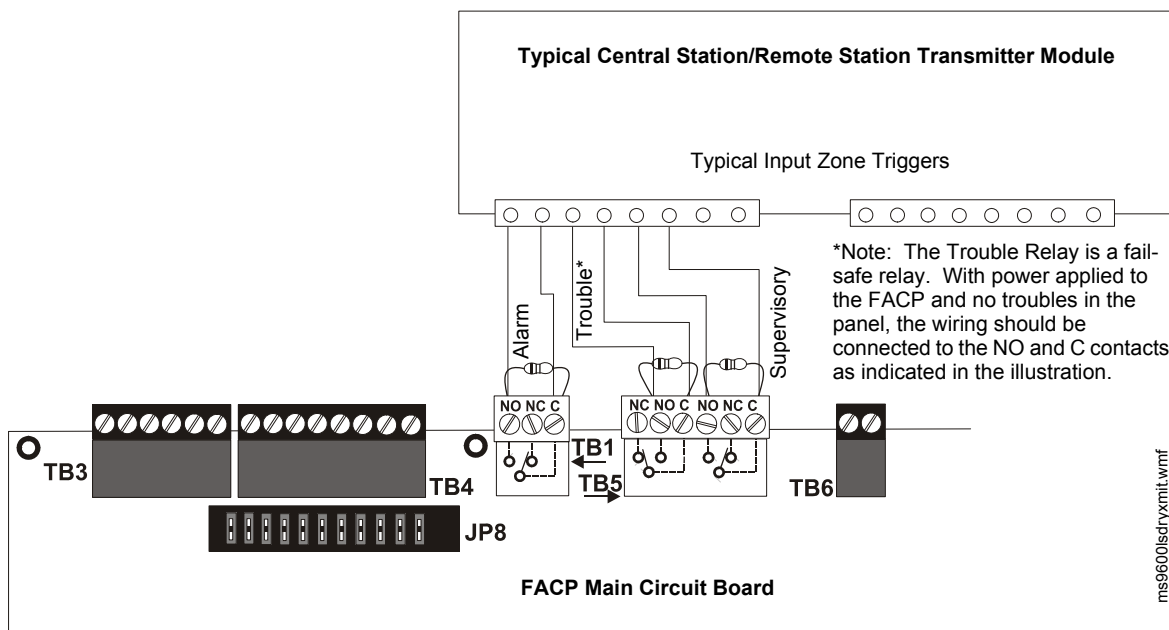 Typical Central Station/Remote Station Transmitter Module
Typical Input Zone Triggers
*Note: The Trouble Relay is a fail-
safe relay. With power applied to
the FACP and no troubles in the
panel, the wiring should be
connected to the NO and C contacts
as indicated in the illustration.
Alarm
Trouble*
Supervisory
NO NC C
NC NO C NO NC C
TB3
TB4
TB1
TB5
TB6
JP8
FACP Main Circuit Board
ms9600lsdryxmit.wmf